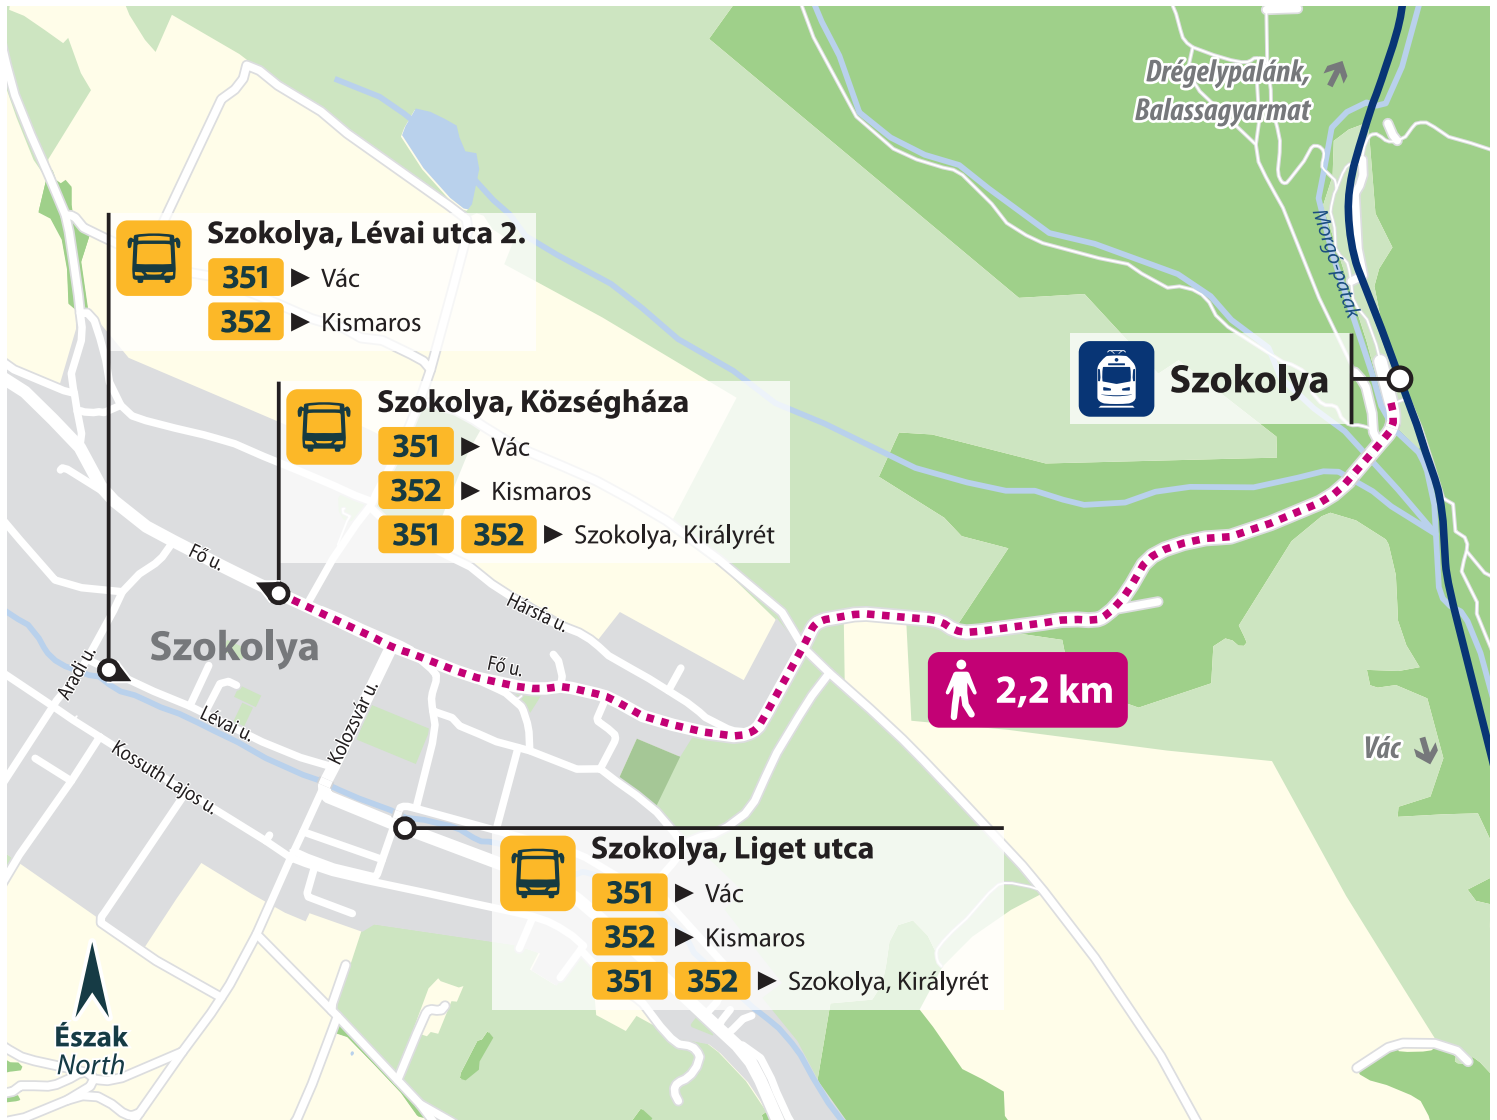 Drégelypalánk,
Balassagyarmat
Morgó-patak
Szokolya, Lévai utca 2.
351 ► Vác
352 ► Kismaros
Szokolya
Szokolya, Községháza
351 ► Vác
352 ► Kismaros
351 352 ► Szokolya, Királyrét
Fő u.
Hársfa u.
Szokolya
Fő u.
Aradi u.
2,2 km
Lévai u.
Kolozsvár u.
Vác
Kossuth Lajos u.
Szokolya, Liget utca
351 ► Vác
352 ► Kismaros
351 352 ► Szokolya, Királyrét
Észak
North